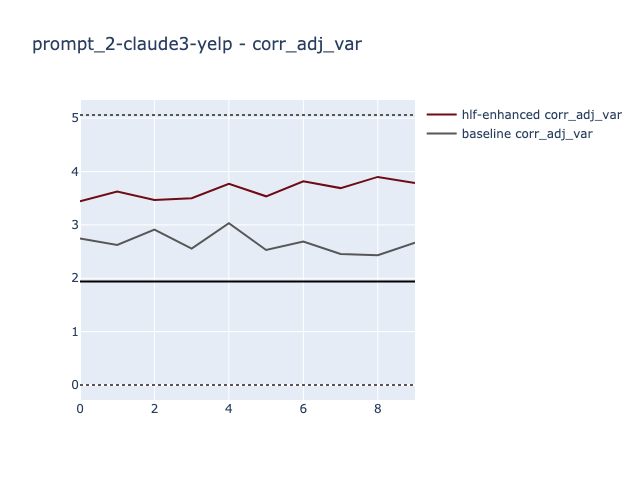 prompt_2-claude3-yelp - corr_adj_var
hlf-enhanced corr_adj_var
baseline corr_adj_var
5
4
3
2
1
0
0 2 4 6 8